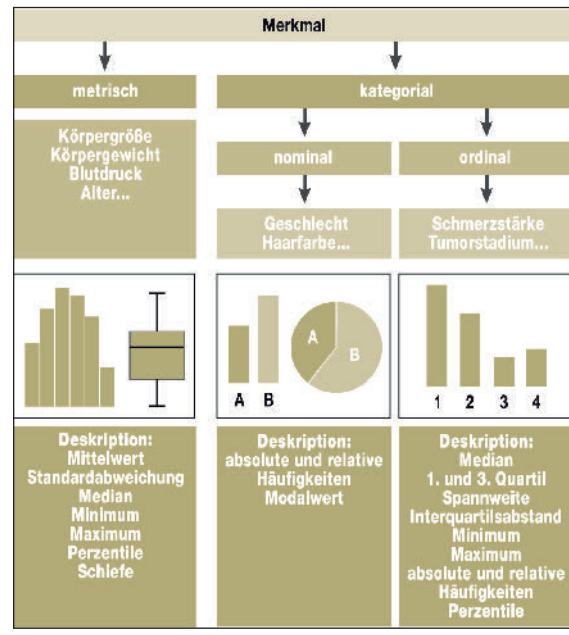 Merkmal
metrisch
kategorial
Körpergröße
Körpergewicht
Blutdruck
Alter...
nominal
ordinal
Geschlecht
Haarfarbe...
Schmerzstärke
Tumorstadium...
A
B
A
B
1
2
3
4
Deskription:
Mittelwert
Standardabweichung
Median
Minimum
Maximum
Perzentile
Schiefe
Deskription:
absolute und relative
Häufigkeiten
Modalwert
Deskription:
Median
1. und 3. Quartil
Spannweite
Interquartilsabstand
Minimum
Maximum
absolute und relative
Häufigkeiten
Perzentile